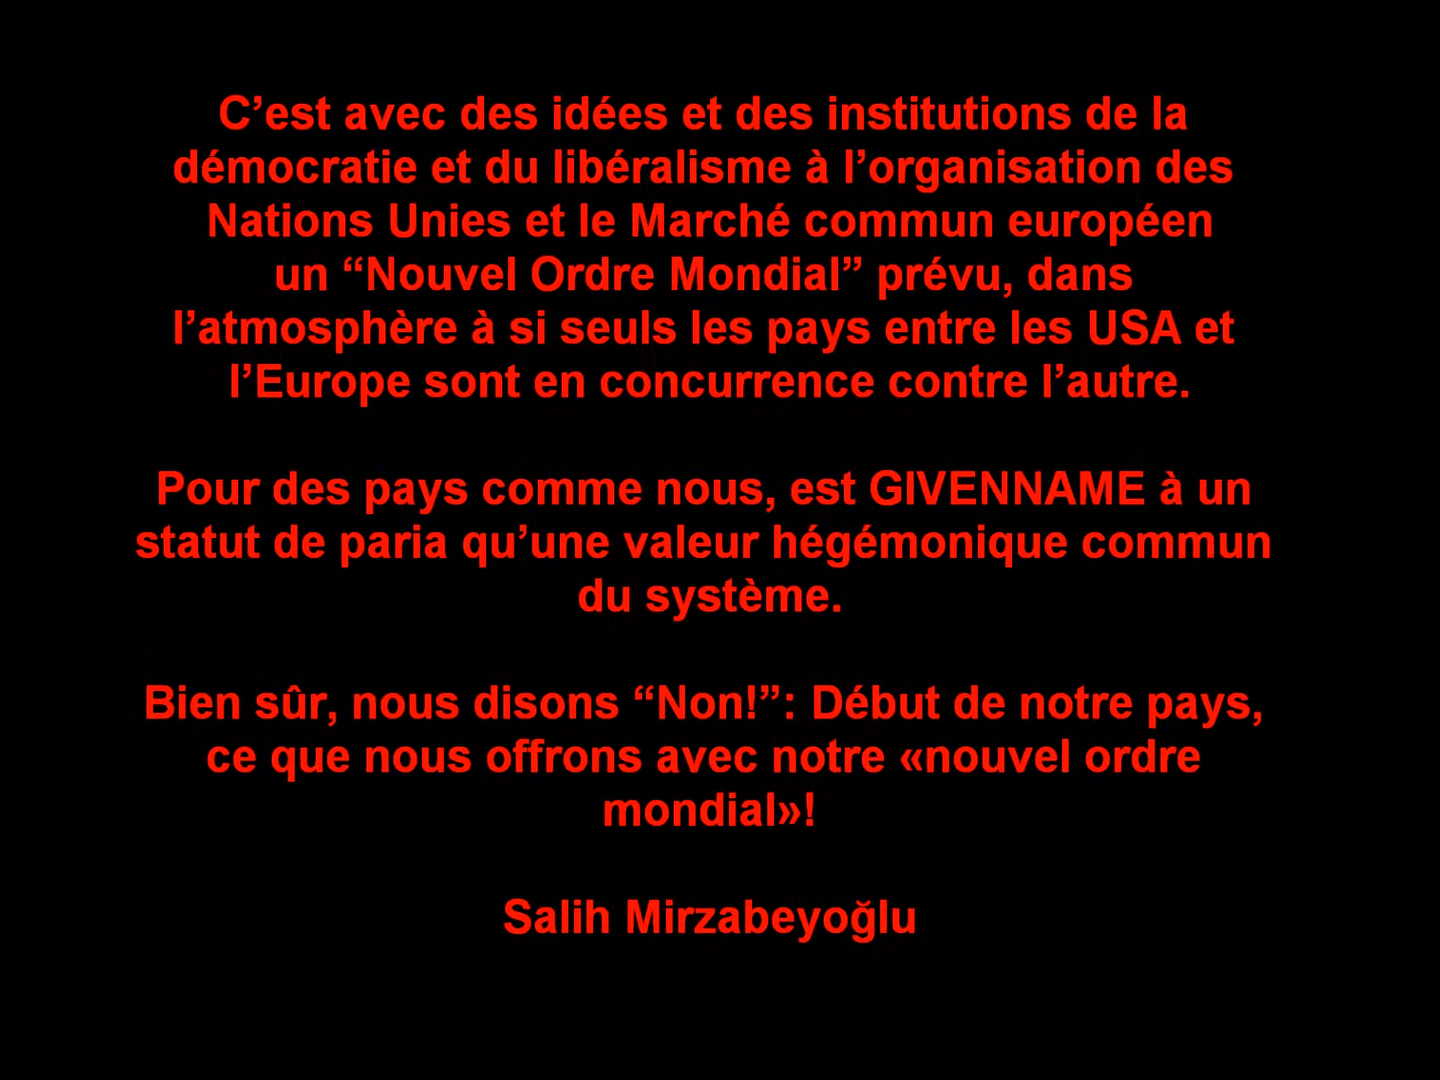 C’est avec des idées et des institutions de la
démocratie et du libéralisme à l’organisation des
Nations Unies et le Marché commun européen
un “Nouvel Ordre Mondial” prévu, dans
l’atmosphère à si seuls les pays entre les USA et
l’Europe sont en concurrence contre l’autre.
Pour des pays comme nous, est GIVENNAME à un
statut de paria qu’une valeur hégémonique commun
du système.
Bien sûr, nous disons “Non!”: Début de notre pays,
ce que nous offrons avec notre «nouvel ordre
mondial»!
Salih Mirzabeyoğlu